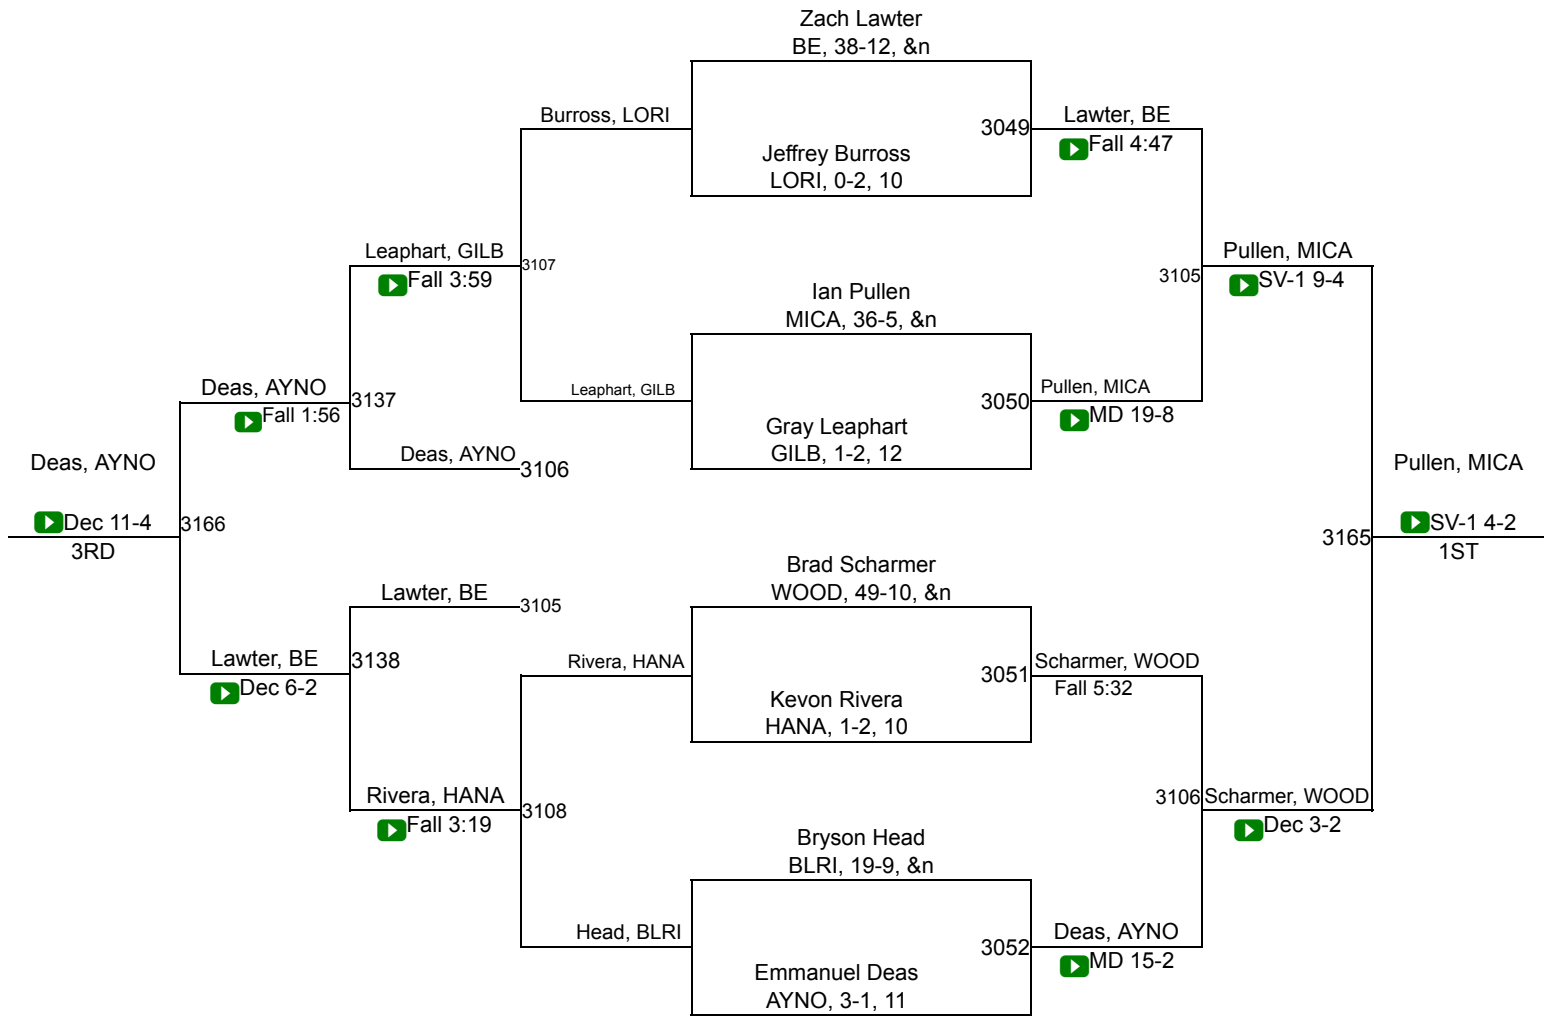 Zach Lawter
BE, 38-12, &n
Burross, LORI
3049
Lawter, BE
Fall 4:47
Jeffrey Burross
LORI, 0-2, 10
Leaphart, GILB
Fall 3:59
3107
3105
Pullen, MICA
SV-1 9-4
Ian Pullen
MICA, 36-5, &n
Deas, AYNO
Fall 1:56
3137
Leaphart, GILB
3050
Pullen, MICA
MD 19-8
Gray Leaphart
GILB, 1-2, 12
Deas, AYNO
3106
Deas, AYNO
Dec 11-4
3RD
3166
Pullen, MICA
3165
SV-1 4-2
1ST
Brad Scharmer
WOOD, 49-10, &n
Lawter, BE
3105
Lawter, BE
Dec 6-2
3138
Rivera, HANA
3051
Scharmer, WOOD
Fall 5:32
Kevon Rivera
HANA, 1-2, 10
Rivera, HANA
Fall 3:19
3108
3106
Scharmer, WOOD
Dec 3-2
Bryson Head
BLRI, 19-9, &n
Head, BLRI
3052
Deas, AYNO
MD 15-2
Emmanuel Deas
AYNO, 3-1, 11